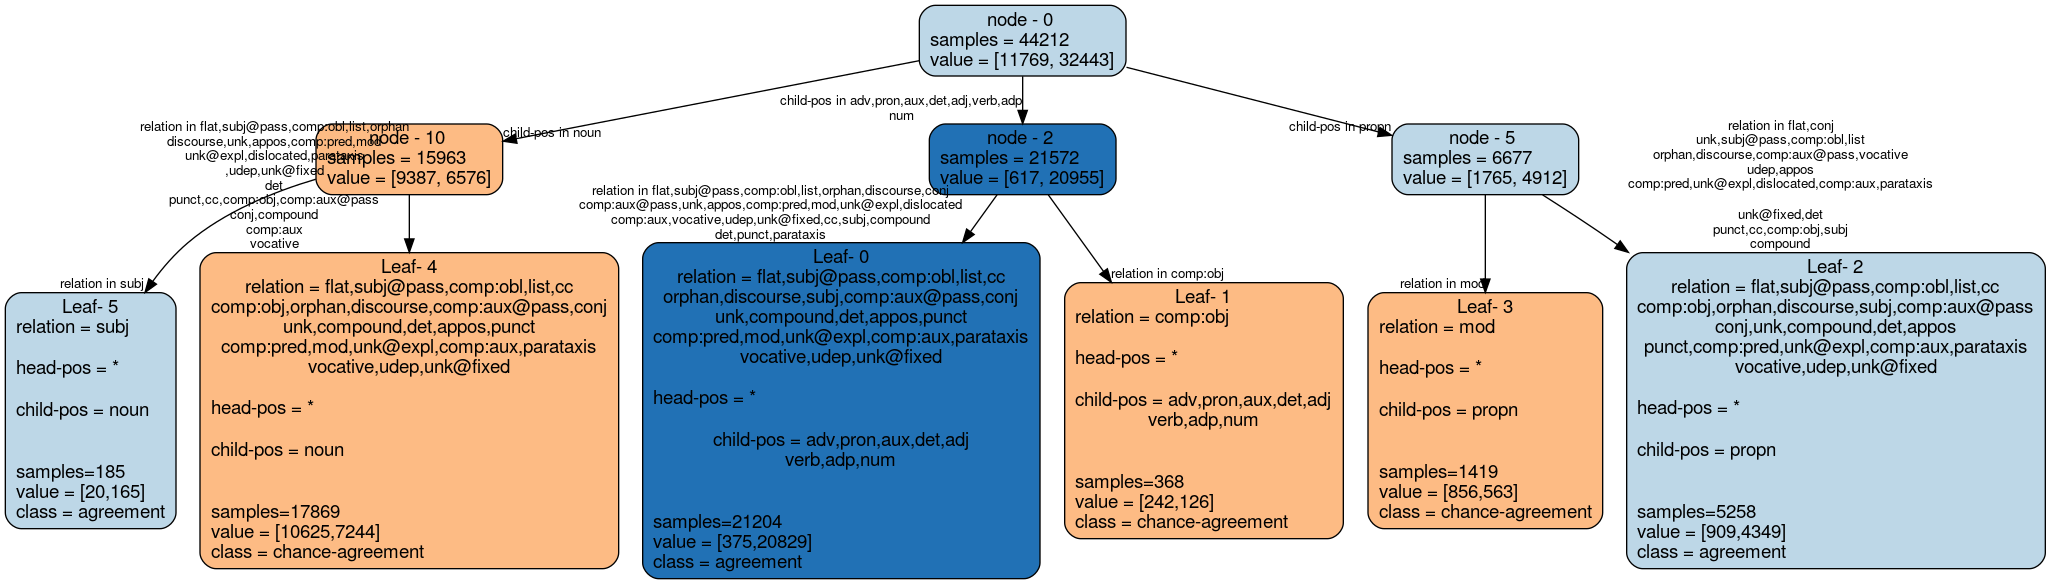 node - 0
samples = 44212
value = [11769, 32443]
child-pos in noun
child-pos in adv,pron,aux,det,adj,verb,adp
num
child-pos in propn
node - 10
samples = 15963
value = [9387, 6576]
node - 2
samples = 21572
value = [617, 20955]
node - 5
samples = 6677
value = [1765, 4912]
relation in flat,subj@pass,comp:obl,list,orphan
discourse,unk,appos,comp:pred,mod
unk@expl,dislocated,parataxis
,udep,unk@fixed
det
punct,cc,comp:obj,comp:aux@pass
conj,compound
comp:aux
vocative
relation in subj
relation in flat,subj@pass,comp:obl,list,orphan,discourse,conj
comp:aux@pass,unk,appos,comp:pred,mod,unk@expl,dislocated
comp:aux,vocative,udep,unk@fixed,cc,subj,compound
det,punct,parataxis
relation in comp:obj
relation in mod
relation in flat,conj
unk,subj@pass,comp:obl,list
orphan,discourse,comp:aux@pass,vocative
udep,appos
comp:pred,unk@expl,dislocated,comp:aux,parataxis
unk@fixed,det
punct,cc,comp:obj,subj
compound
Leaf- 5
relation = subj
head-pos = *
child-pos = noun
samples=185
value = [20,165]
class = agreement
Leaf- 4
relation = flat,subj@pass,comp:obl,list,cc
comp:obj,orphan,discourse,comp:aux@pass,conj
unk,compound,det,appos,punct
comp:pred,mod,unk@expl,comp:aux,parataxis
vocative,udep,unk@fixed
head-pos = *
child-pos = noun
samples=17869
value = [10625,7244]
class = chance-agreement
Leaf- 0
relation = flat,subj@pass,comp:obl,list,cc
orphan,discourse,subj,comp:aux@pass,conj
unk,compound,det,appos,punct
comp:pred,mod,unk@expl,comp:aux,parataxis
vocative,udep,unk@fixed
head-pos = *
child-pos = adv,pron,aux,det,adj
verb,adp,num
samples=21204
value = [375,20829]
class = agreement
Leaf- 1
relation = comp:obj
head-pos = *
child-pos = adv,pron,aux,det,adj
verb,adp,num
samples=368
value = [242,126]
class = chance-agreement
Leaf- 3
relation = mod
head-pos = *
child-pos = propn
samples=1419
value = [856,563]
class = chance-agreement
Leaf- 2
relation = flat,subj@pass,comp:obl,list,cc
comp:obj,orphan,discourse,subj,comp:aux@pass
conj,unk,compound,det,appos
punct,comp:pred,unk@expl,comp:aux,parataxis
vocative,udep,unk@fixed
head-pos = *
child-pos = propn
samples=5258
value = [909,4349]
class = agreement